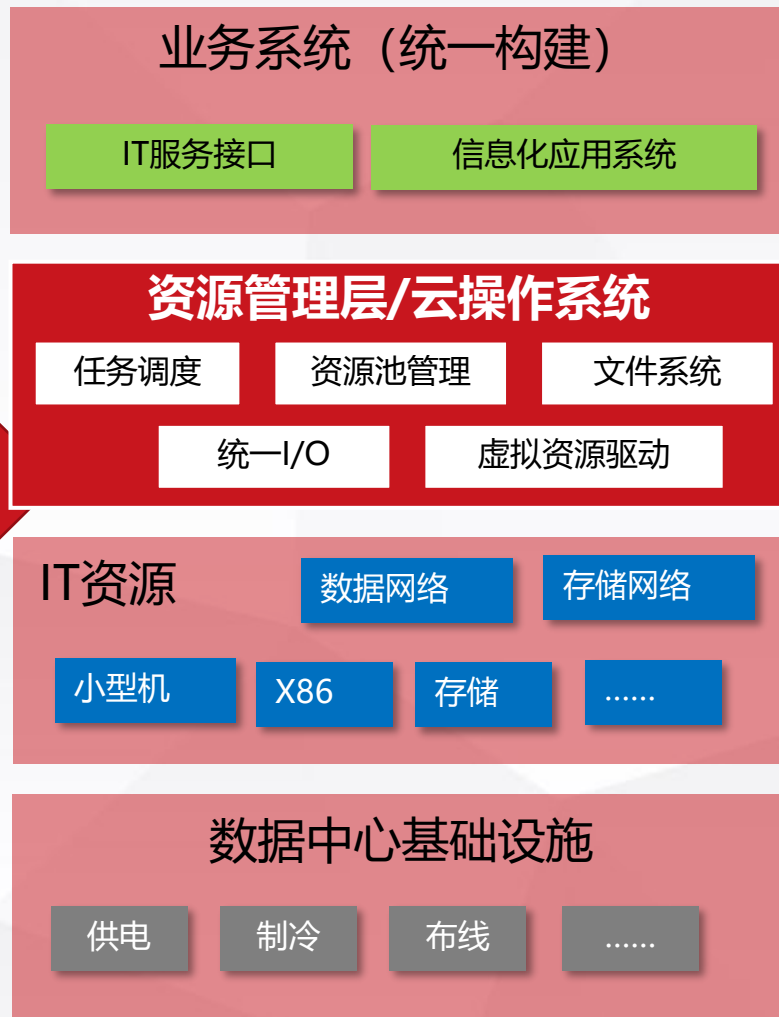 业务系统（统一构建）
IT服务接口
信息化应用系统
资源管理层/云操作系统
任务调度
资源池管理
文件系统
统一I/O
虚拟资源驱动
IT资源
数据网络
存储网络
小型机
X86
存储
......
数据中心基础设施
供电
制冷
布线
......